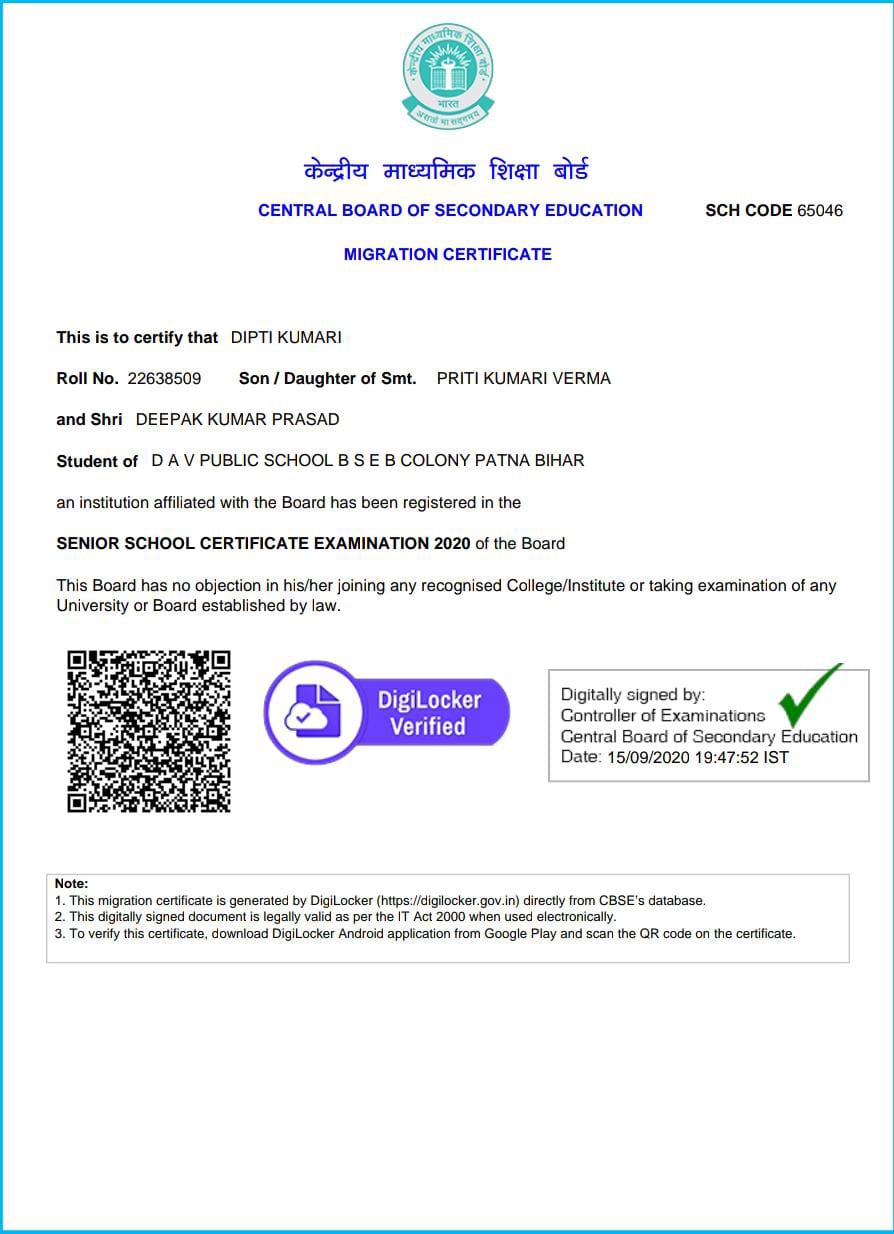 केन्द्रीय माध्यमिक शिक्षा बोर्ड
भारत
असतो मा सद्गमय
केन्द्रीय माध्यमिक शिक्षा बोर्ड
CENTRAL BOARD OF SECONDARY EDUCATION SCH CODE 65046
MIGRATION CERTIFICATE
This is to certify that DIPTI KUMARI
Roll No. 22638509 Son / Daughter of Smt. PRITI KUMARI VERMA
and Shri DEEPAK KUMAR PRASAD
Student of D A V PUBLIC SCHOOL B S E B COLONY PATNA BIHAR
an institution affiliated with the Board has been registered in the
SENIOR SCHOOL CERTIFICATE EXAMINATION 2020 of the Board
This Board has no objection in his/her joining any recognised College/Institute or taking examination of any
University or Board established by law.
DigiLocker
Verified
Digitally signed by:
Controller of Examinations
Central Board of Secondary Education
Date: 15/09/2020 19:47:52 IST
Note:
1. This migration certificate is generated by DigiLocker (https://digilocker.gov.in) directly from CBSE's database.
2. This digitally signed document is legally valid as per the IT Act 2000 when used electronically.
3. To verify this certificate, download DigiLocker Android application from Google Play and scan the QR code on the certificate.